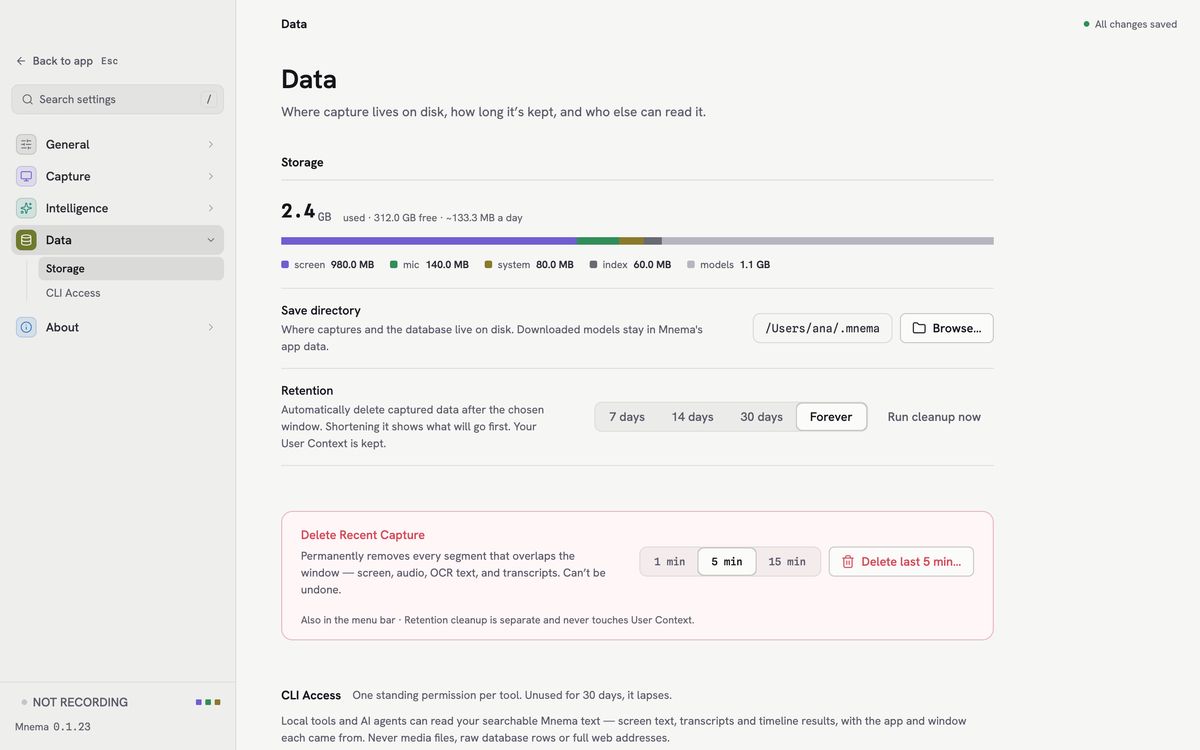 Back to app Esc
Search settings /
General
Capture
Intelligence
Data
Storage
CLI Access
About
NOT RECORDING
Mnema 0.1.23
Data
All changes saved
Data
Where capture lives on disk, how long it’s kept, and who else can read it.
Storage
2.4 GB used · 312.0 GB free · ~133.3 MB a day
screen 980.0 MB mic 140.0 MB system 80.0 MB index 60.0 MB models 1.1 GB
Save directory
Where captures and the database live on disk. Downloaded models stay in Mnema's
app data.
/Users/ana/.mnema Browse…
Retention
Automatically delete captured data after the chosen
window. Shortening it shows what will go first. Your
User Context is kept.
7 days 14 days 30 days Forever Run cleanup now
Delete Recent Capture
Permanently removes every segment that overlaps the
window — screen, audio, OCR text, and transcripts. Can’t be
undone.
1 min 5 min 15 min Delete last 5 min…
Also in the menu bar · Retention cleanup is separate and never touches User Context.
CLI Access One standing permission per tool. Unused for 30 days, it lapses.
Local tools and AI agents can read your searchable Mnema text — screen text, transcripts and timeline results, with the app and window
each came from. Never media files, raw database rows or full web addresses.